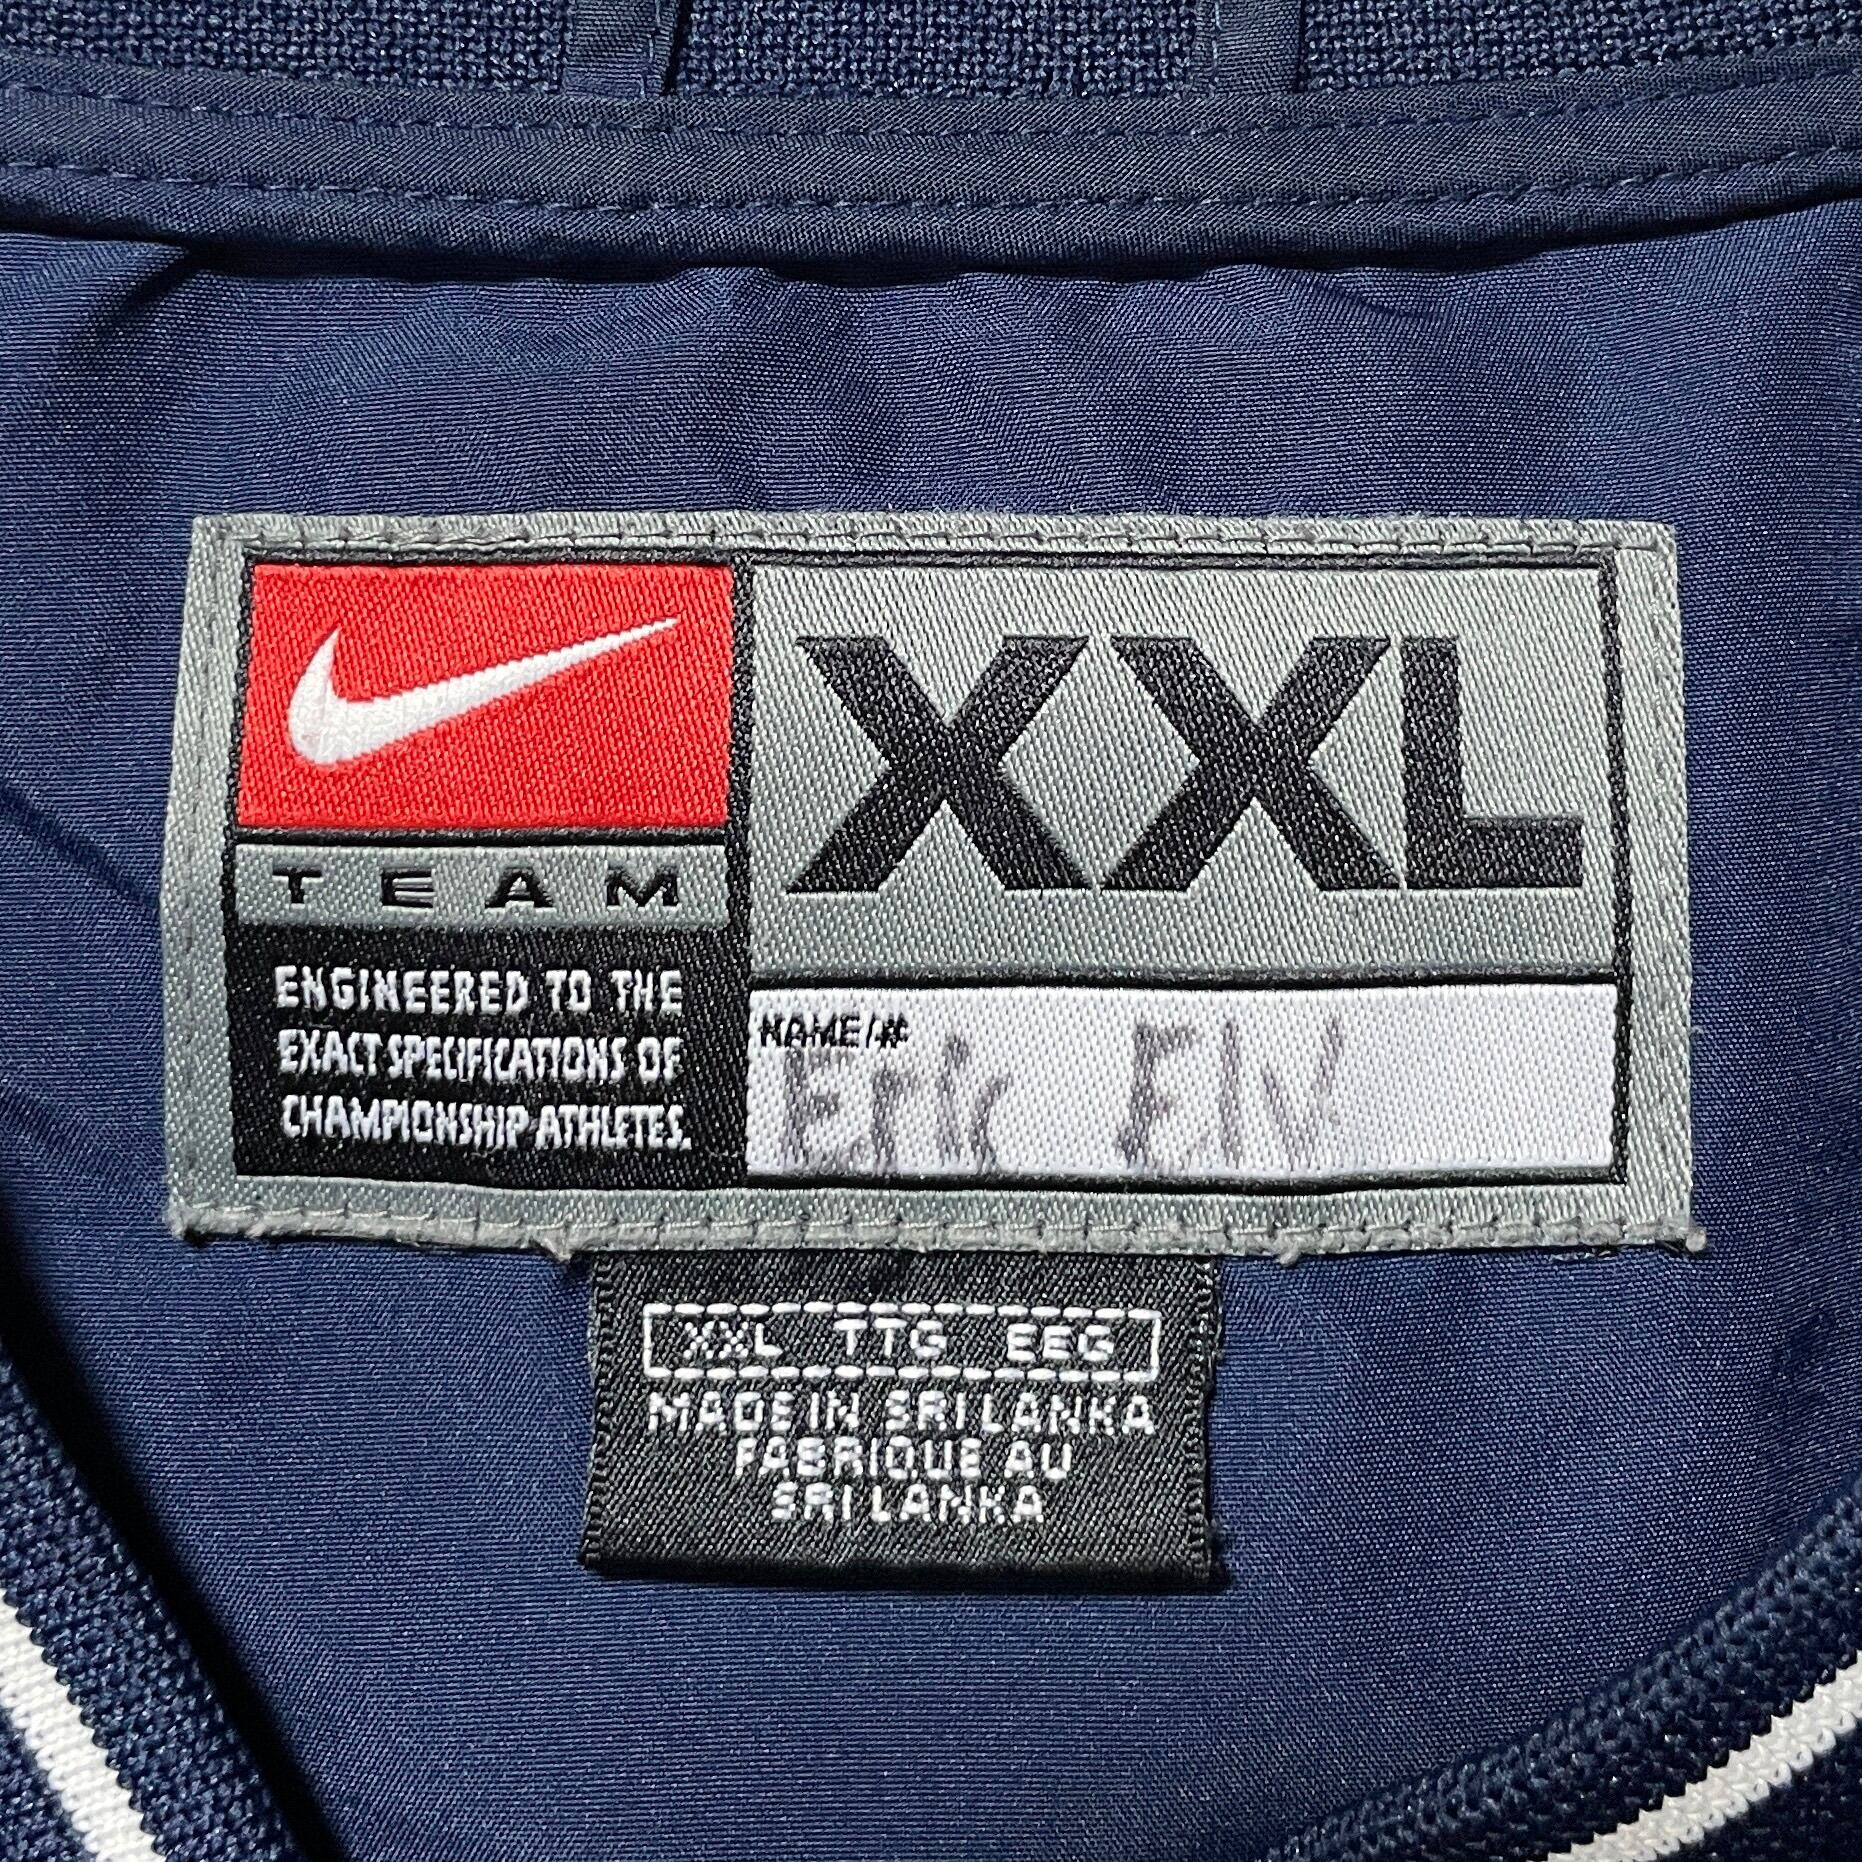 XXL
TEAM
ENGINEERED TO THE
EXACT SPECIFICATIONS OF
CHAMPIONSHIP ATHLETES.
NAME/#
Eric
XXL TTG EEG
MADE IN SRI LANKA
FABRIQUE AU
SRI LANKA